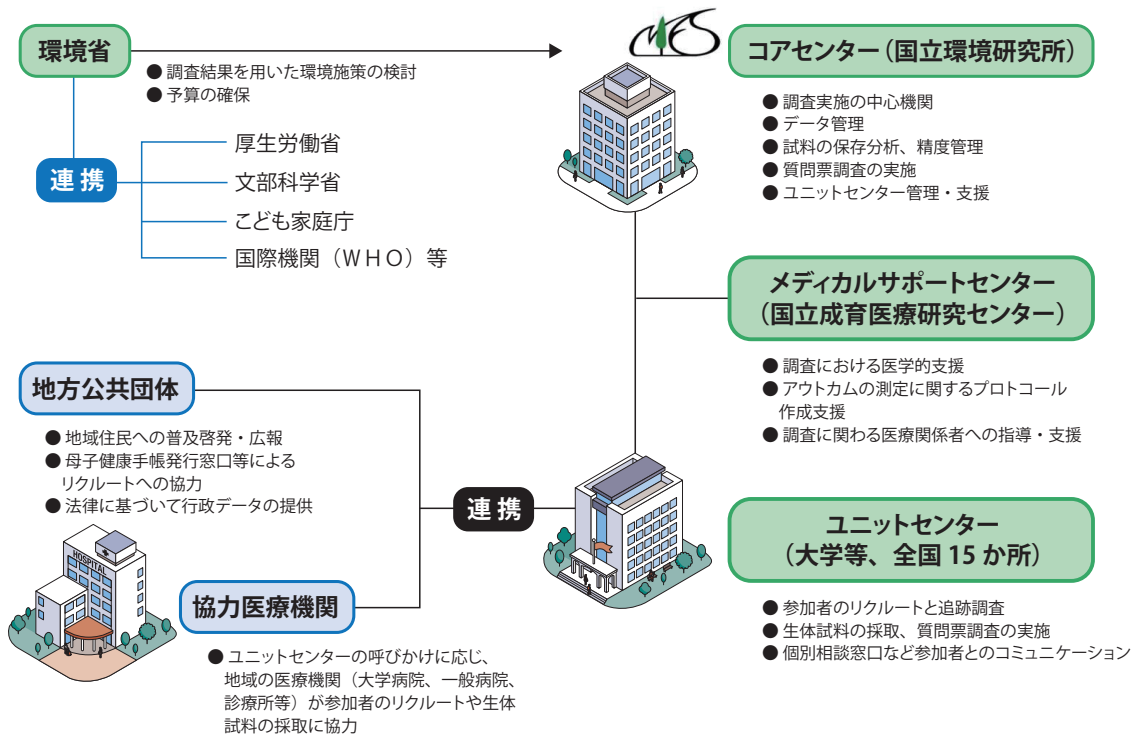 環境省
● 調査結果を用いた環境施策の検討
● 予算の確保
連携
厚生労働省
文部科学省
こども家庭庁
国際機関（ＷＨＯ）等
コアセンター（国立環境研究所）
● 調査実施の中心機関
● データ管理
● 試料の保存分析、精度管理
● 質問票調査の実施
● ユニットセンター管理・支援
メディカルサポートセンター
（国立成育医療研究センター）
● 調査における医学的支援
● アウトカムの測定に関するプロトコール
作成支援
● 調査に関わる医療関係者への指導・支援
地方公共団体
● 地域住民への普及啓発・広報
● 母子健康手帳発行窓口等による
リクルートへの協力
● 法律に基づいて行政データの提供
連携
HOSPITAL
協力医療機関
● ユニットセンターの呼びかけに応じ、
地域の医療機関（大学病院、一般病院、
診療所等）が参加者のリクルートや生体
試料の採取に協力
ユニットセンター
（大学等、全国 15 か所）
● 参加者のリクルートと追跡調査
● 生体試料の採取、質問票調査の実施
● 個別相談窓口など参加者とのコミュニケーション